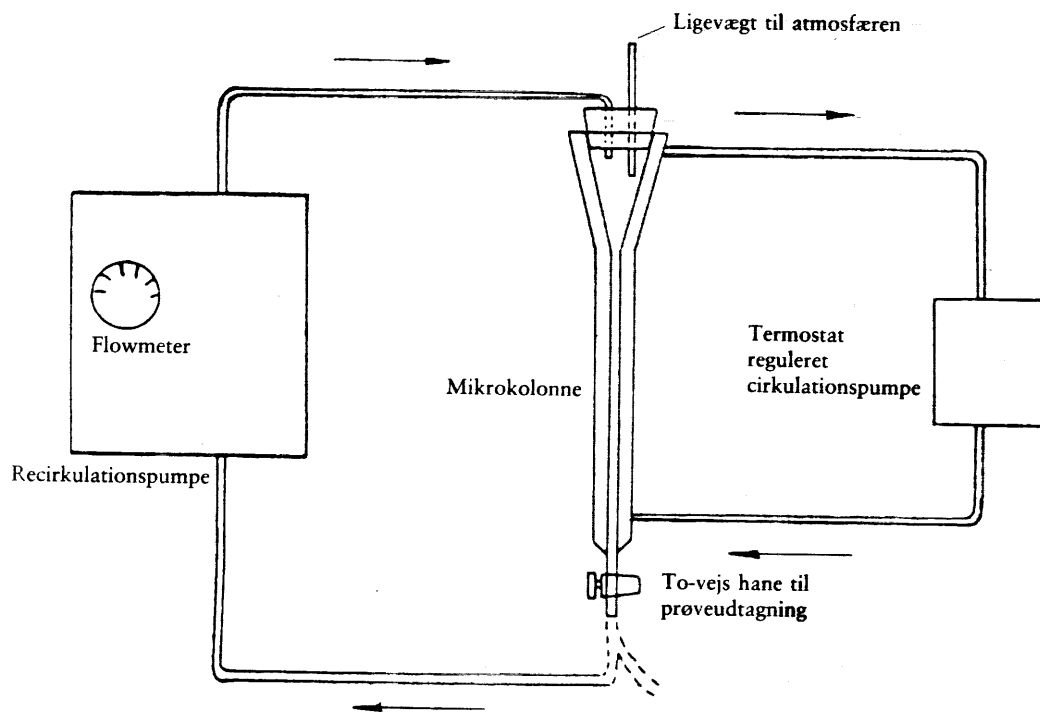 Ligevægt til atmosfæren
Flowmeter
Recirkulationspumpe
Mikrokolonne
Termostat
reguleret
cirkulationspumpe
To-vejs hane til
prøveudtagning